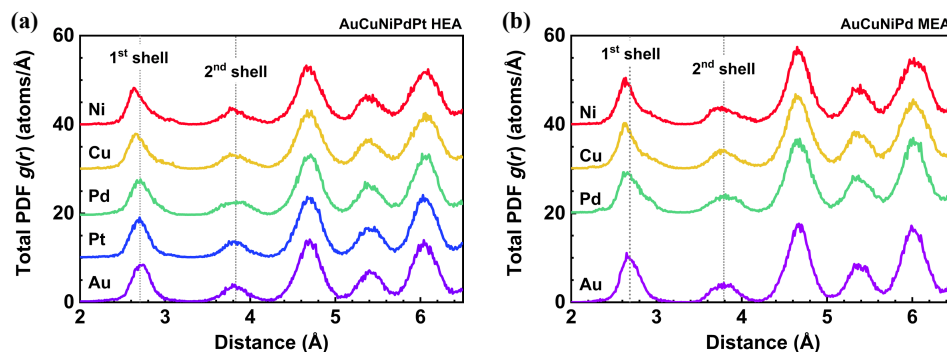 (a)
AuCuNiPdPt HEA
60
1st shell
2nd shell
Total PDF g(r) (atoms/Å)
40
20
0
Ni
Cu
Pd
Pt
Au
2 3 4 5 6
Distance (Å)
(b)
AuCuNiPd MEA
60
1st shell
2nd shell
Total PDF g(r) (atoms/Å)
40
20
0
Ni
Cu
Pd
Au
2 3 4 5 6
Distance (Å)